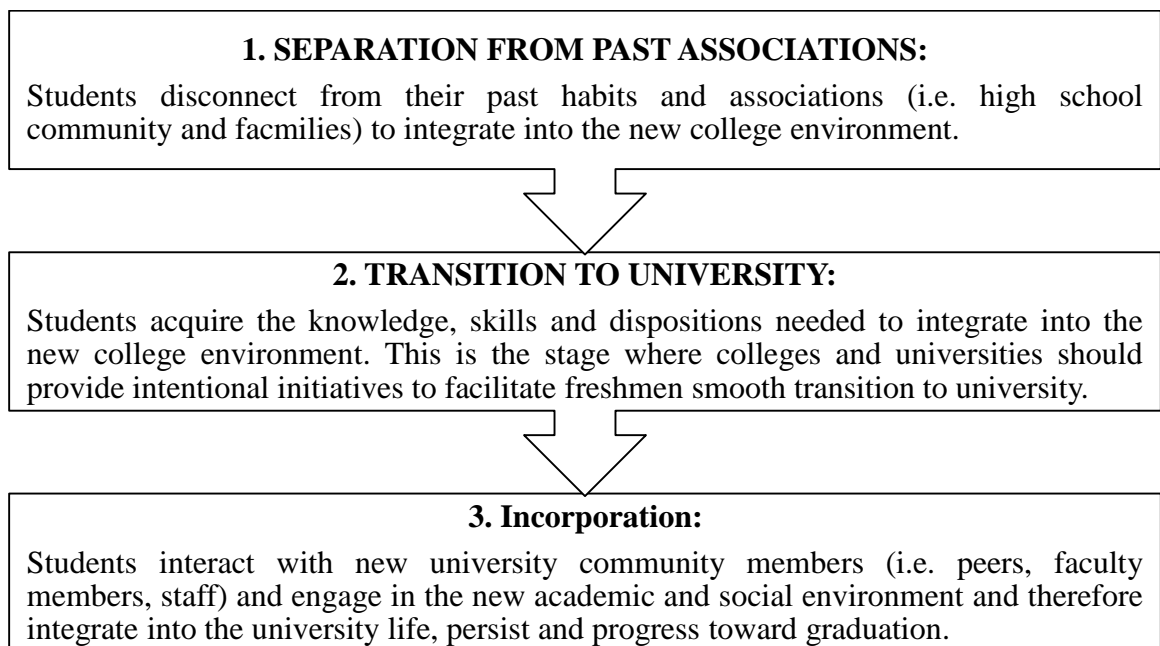 1. SEPARATION FROM PAST ASSOCIATIONS:
Students disconnect from their past habits and associations (i.e. high school
community and facmilies) to integrate into the new college environment.
2. TRANSITION TO UNIVERSITY:
Students acquire the knowledge, skills and dispositions needed to integrate into the
new college environment. This is the stage where colleges and universities should
provide intentional initiatives to facilitate freshmen smooth transition to university.
3. Incorporation:
Students interact with new university community members (i.e. peers, faculty
members, staff) and engage in the new academic and social environment and therefore
integrate into the university life, persist and progress toward graduation.